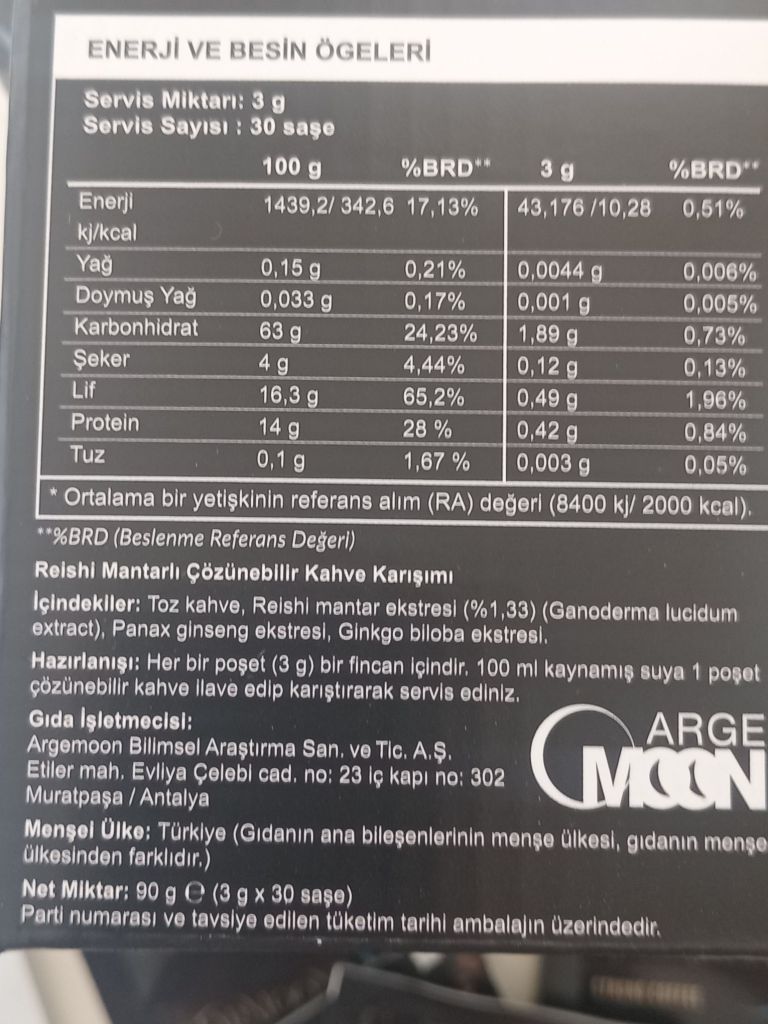 ENERJİ VE BESİN ÖGELERİ
Servis Miktarı: 3 g
Servis Sayısı : 30 saşe
100 g %BRD** 3 g %BRD**
Enerji 1439,2/ 342,6 17,13% 43,176 /10,28 0,51%
kj/kcal
Yağ 0,15 g 0,21% 0,0044 g 0,006%
Doymuş Yağ 0,033 g 0,17% 0,001 g 0,005%
Karbonhidrat 63 g 24,23% 1,89 g 0,73%
Şeker 4 g 4,44% 0,12 g 0,13%
Lif 16,3 g 65,2% 0,49 g 1,96%
Protein 14 g 28 % 0,42 g 0,84%
Tuz 0,1 g 1,67 % 0,003 g 0,05%
* Ortalama bir yetişkinin referans alım (RA) değeri (8400 kj/ 2000 kcal).
**%BRD (Beslenme Referans Değeri)
Reishi Mantarlı Çözünebilir Kahve Karışımı
İçindekiler: Toz kahve, Reishi mantar ekstresi (%1,33) (Ganoderma lucidum
extract), Panax ginseng ekstresi, Ginkgo biloba ekstresi.
Hazırlanışı: Her bir poşet (3 g) bir fincan içindir. 100 ml kaynamış suya 1 poşet
çözünebilir kahve ilave edip karıştırarak servis ediniz.
Gıda İşletmecisi:
Argemoon Bilimsel Araştırma San. ve Tic. A.Ş.
Etiler mah. Evliya Çelebi cad. no: 23 iç kapı no: 302
Muratpaşa / Antalya
ARGE
MOON
Menşei Ülke: Türkiye (Gıdanın ana bileşenlerinin menşe ülkesi, gıdanın menşe
ülkesinden farklıdır.)
Net Miktar: 90 g ℮ (3 g x 30 saşe)
Parti numarası ve tavsiye edilen tüketim tarihi ambalajın üzerindedir.